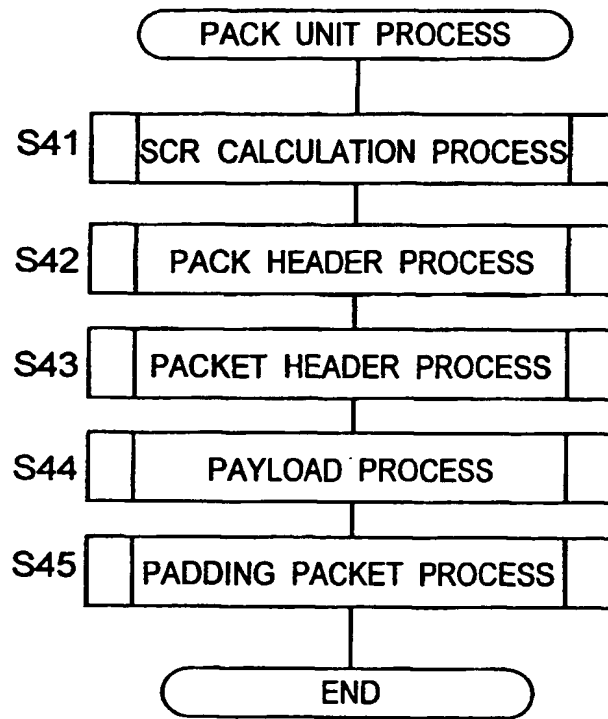 PACK UNIT PROCESS
S41 SCR CALCULATION PROCESS
S42 PACK HEADER PROCESS
S43 PACKET HEADER PROCESS
S44 PAYLOAD PROCESS
S45 PADDING PACKET PROCESS
END